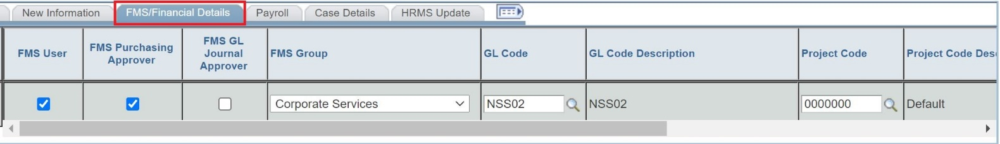 New Information FMS/Financial Details Payroll Case Details HRMS Update
FMS User
FMS Purchasing
Approver
FMS GL
Journal
Approver
FMS Group
GL Code
GL Code Description
Project Code
Project Code Des
Corporate Services NSS02 NSS02 0000000 Default